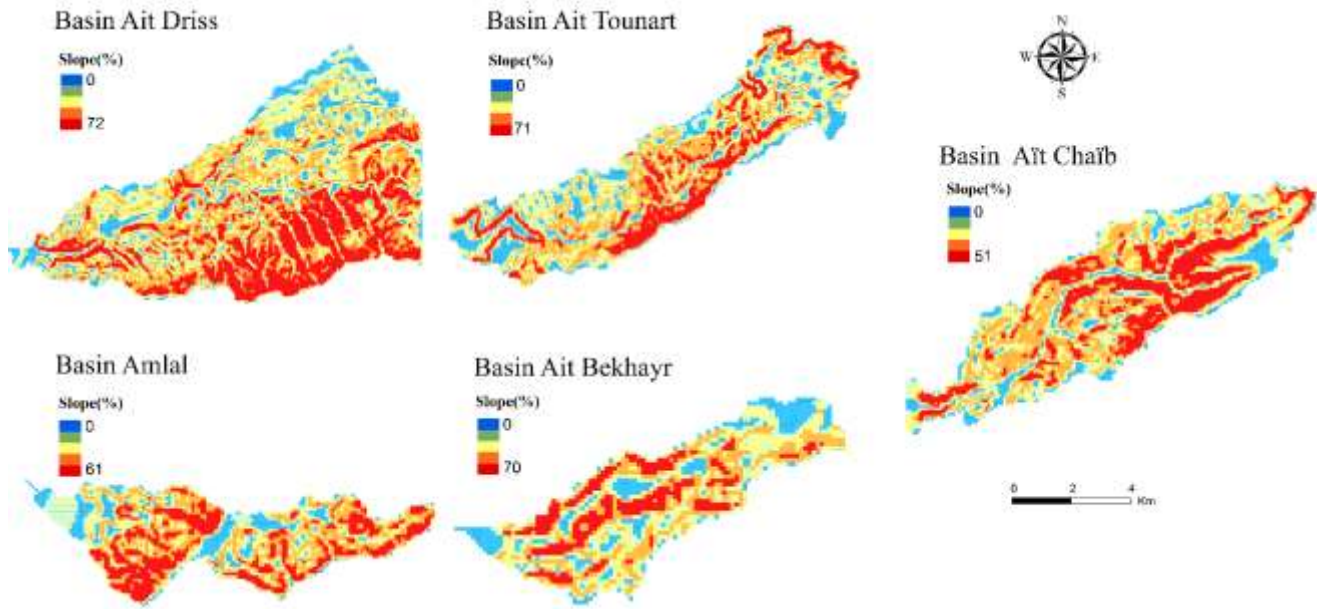 Basin Ait Driss
Slope(%)
0
72
Basin Ait Tounart
Slope(%)
0
71
N
W E
S
Basin Aït Chaïb
Slope(%)
0
51
Basin Amlal
Slope(%)
0
61
Basin Ait Bekhayr
Slope(%)
0
70
0 2 4
Km